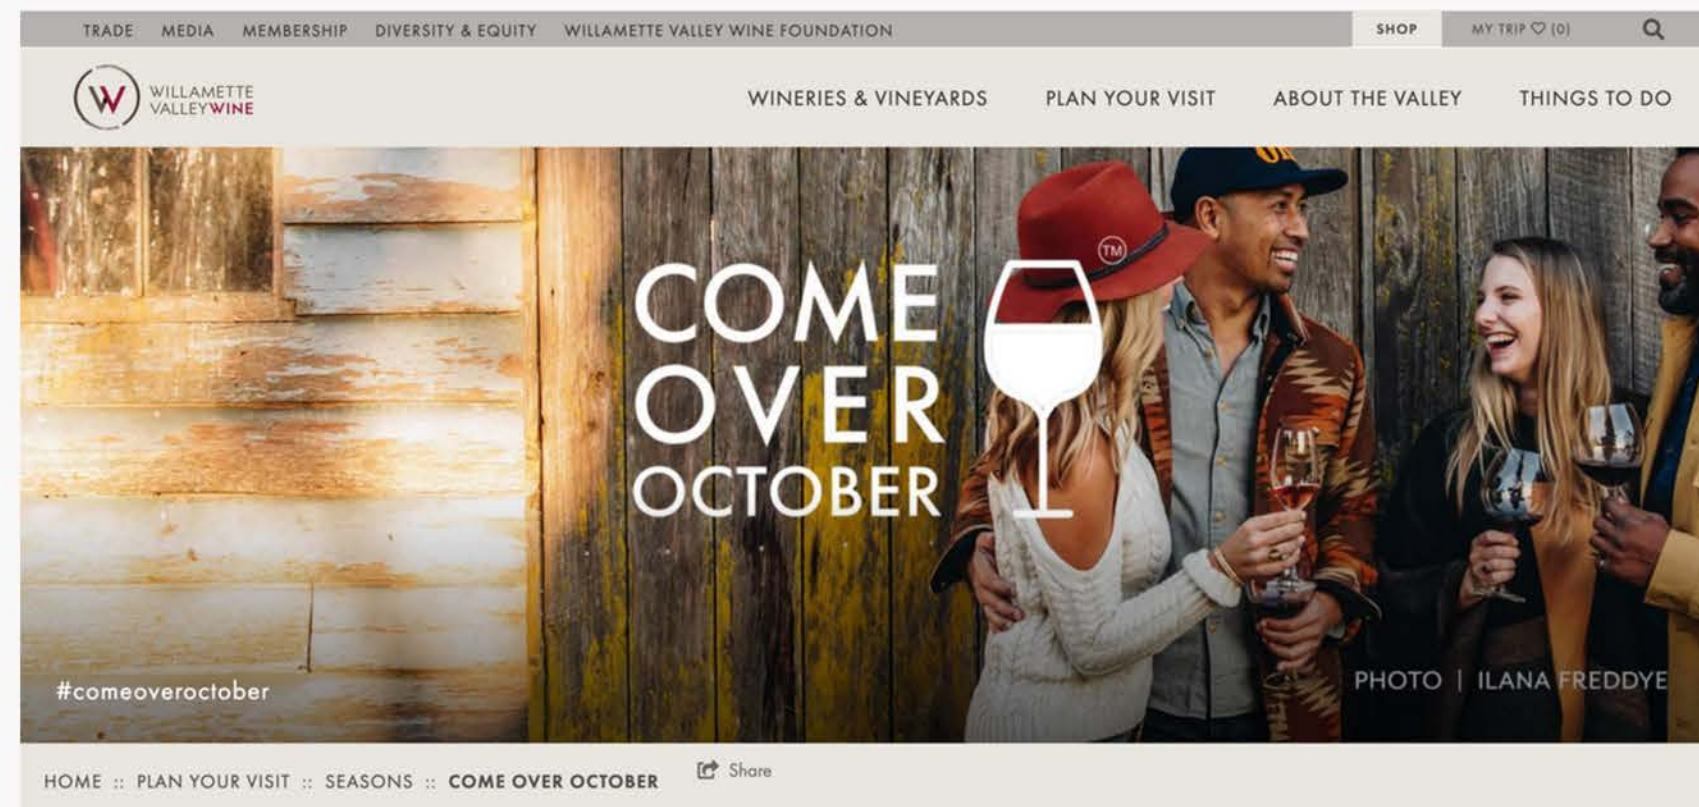 TRADE MEDIA MEMBERSHIP DIVERSITY & EQUITY WILLAMETTE VALLEY WINE FOUNDATION SHOP MY TRIP ♡ (0)
W WILLAMETTE
VALLEYWINE
WINERIES & VINEYARDS PLAN YOUR VISIT ABOUT THE VALLEY THINGS TO DO
TM
COME
OVER
OCTOBER
#comeoveroctober
PHOTO | ILANA FREDDYE
HOME :: PLAN YOUR VISIT :: SEASONS :: COME OVER OCTOBER Share